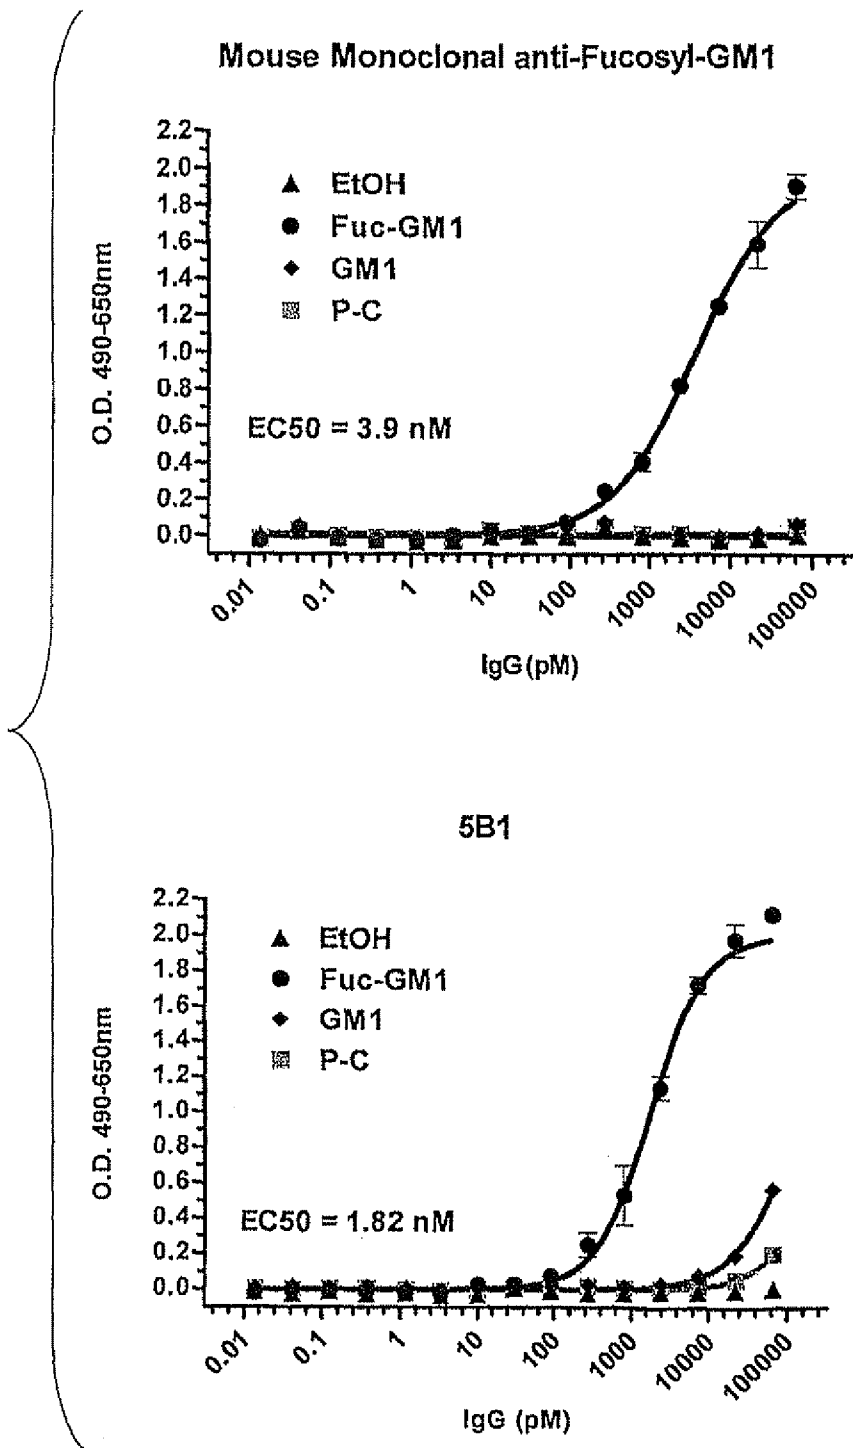 Mouse Monoclonal anti-Fucosyl-GM1
2.2
2.0
1.8
1.6
1.4
1.2
1.0
0.8
0.6
0.4
0.2
0.0
O.D. 490-650nm
EtOH
Fuc-GM1
GM1
P-C
EC50 = 3.9 nM
0.01
0.1
1
10
100
1000
10000
100000
IgG (pM)
5B1
2.2
2.0
1.8
1.6
1.4
1.2
1.0
0.8
0.6
0.4
0.2
0.0
O.D. 490-650nm
EtOH
Fuc-GM1
GM1
P-C
EC50 = 1.82 nM
0.01
0.1
1
10
100
1000
10000
100000
IgG (pM)